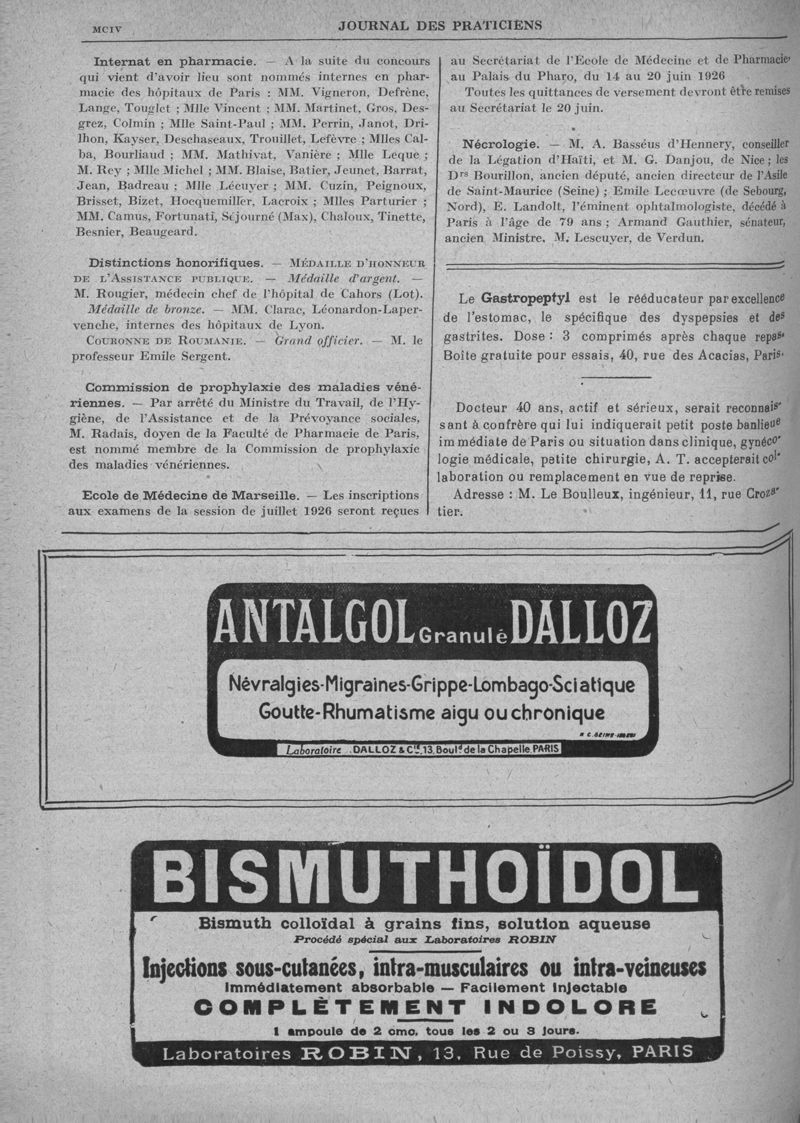 MCIV
JOURNAL DES PRATICIENS
Internat en pharmacie. — A la suite du concours
qui vient d'avoir lieu sont nommés internes en phar-
macie des hôpitaux de Paris : MM. Vigneron, Defrène,
Lange, Touglet ; Mlle Vincent ; MM. Martinet, Gros, Des-
grez, Colmin ; Mlle Saint-Paul ; MM. Perrin, Janot, Dri-
lhon, Kayser, Deschaseaux, Trouillet, Lefèvre ; Mlles Cal-
ba, Bourliaud ; MM. Mathivat, Vanière ; Mlle Leque ;
M. Rey ; Mlle Michel ; MM. Blaise, Batier, Jeunet, Barrat,
Jean, Badreau ; Mlle Lécuyer ; MM. Cuzin, Peignoux,
Brisset, Bizet, Hocquemiller, Lacroix ; Mlles Parturier ;
MM. Camus, Fortunati, Séjourné (Max), Chaloux, Tinette,
Besnier, Beaugeard.
Distinctions honorifiques. — MÉDAILLE D'HONNEUR
DE L'ASSISTANCE PUBLIQUE. — Médaille d'argent. —
M. Rougier, médecin chef de l'hôpital de Cahors (Lot).
Médaille de bronze. — MM. Clarac, Léonardon-Laper-
venche, internes des hôpitaux de Lyon.
COURONNE DE ROUMANIE. — Grand officier. — M. le
professeur Emile Sergent.
Commission de prophylaxie des maladies véné-
riennes. — Par arrêté du Ministre du Travail, de l'Hy-
giène, de l'Assistance et de la Prévoyance sociales,
M. Radais, doyen de la Faculté de Pharmacie de Paris,
est nommé membre de la Commission de prophylaxie
des maladies vénériennes.
Ecole de Médecine de Marseille. — Les inscriptions
aux examens de la session de juillet 1926 seront reçues
au Secrétariat de l'Ecole de Médecine et de Pharmacie,
au Palais du Pharo, du 14 au 20 juin 1926
Toutes les quittances de versement devront être remises
au Secrétariat le 20 juin.
Nécrologie. — M. A. Basséus d'Hennery, conseiller
de la Légation d'Haïti, et M. G. Danjou, de Nice ; les
Drs Bourillon, ancien député, ancien directeur de l'Asile
de Saint-Maurice (Seine) ; Emile Lecœuvre (de Sebourg,
Nord), E. Landolt, l'éminent ophtalmologiste, décédé à
Paris à l'âge de 79 ans ; Armand Gauthier, sénateur,
ancien Ministre, M. Lescuyer, de Verdun.
Le Gastropeptyl est le rééducateur par excellence
de l'estomac, le spécifique des dyspepsies et des
gastrites. Dose : 3 comprimés après chaque repas.
Boîte gratuite pour essais, 40, rue des Acacias, Paris.
Docteur 40 ans, actif et sérieux, serait reconnais-
sant à confrère qui lui indiquerait petit poste banlieue
immédiate de Paris ou situation dans clinique, gynéco-
logie médicale, petite chirurgie, A. T. accepterait col-
laboration ou remplacement en vue de reprise.
Adresse : M. Le Boulleux, ingénieur, 11, rue Crozs-
tier.
ANTALGOL Granulé DALLOZ
Névralgies-Migraines-Grippe-Lombago-Sciatique
Goutte-Rhumatisme aigu ou chronique
Laboratoire . DALLOZ & Cie. 13, Bould de la Chapelle, PARIS
BISMUTHOÏDOL
Bismuth colloïdal à grains fins, solution aqueuse
Procédé spécial aux Laboratoires ROBIN
Injections sous-cutanées, intra-musculaires ou intra-veineuses
Immédiatement absorbable — Facilement injectable
COMPLÈTEMENT INDOLORE
1 ampoule de 2 cmc. tous les 2 ou 3 jours.
Laboratoires ROBIN, 13, Rue de Poissy, PARIS